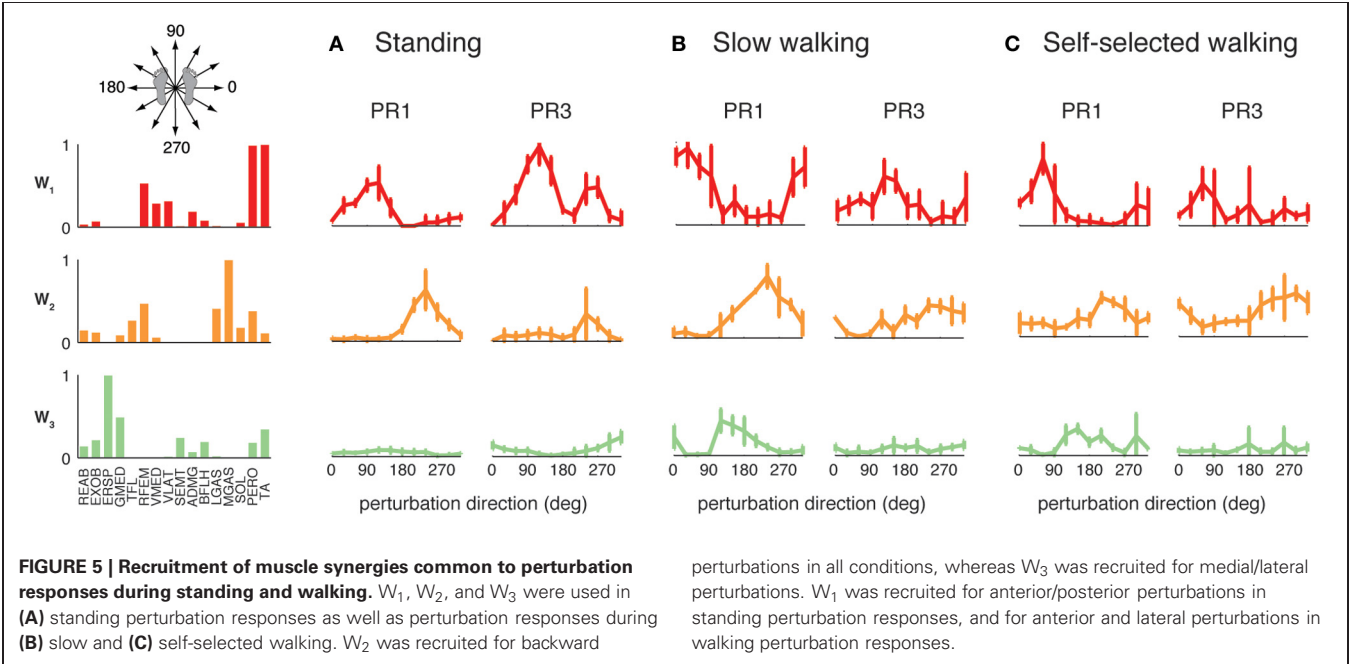 90
180
0
270
A Standing
B Slow walking
C Self-selected walking
PR1 PR3 PR1 PR3 PR1 PR3
1
W1
0
1
W2
0
1
W3
0
REAB
EXOB
ERSP
GMED
TFL
RFEM
VMED
VLAT
SEMT
ADMG
BFLH
LGAS
MGAS
SOL
PERO
TA
0 90 180 270 0 90 180 270
perturbation direction (deg)
0 90 180 270 0 90 180 270
perturbation direction (deg)
0 90 180 270 0 90 180 270
perturbation direction (deg)
FIGURE 5 | Recruitment of muscle synergies common to perturbation
responses during standing and walking. W1, W2, and W3 were used in
(A) standing perturbation responses as well as perturbation responses during
(B) slow and (C) self-selected walking. W2 was recruited for backward
perturbations in all conditions, whereas W3 was recruited for medial/lateral
perturbations. W1 was recruited for anterior/posterior perturbations in
standing perturbation responses, and for anterior and lateral perturbations in
walking perturbation responses.